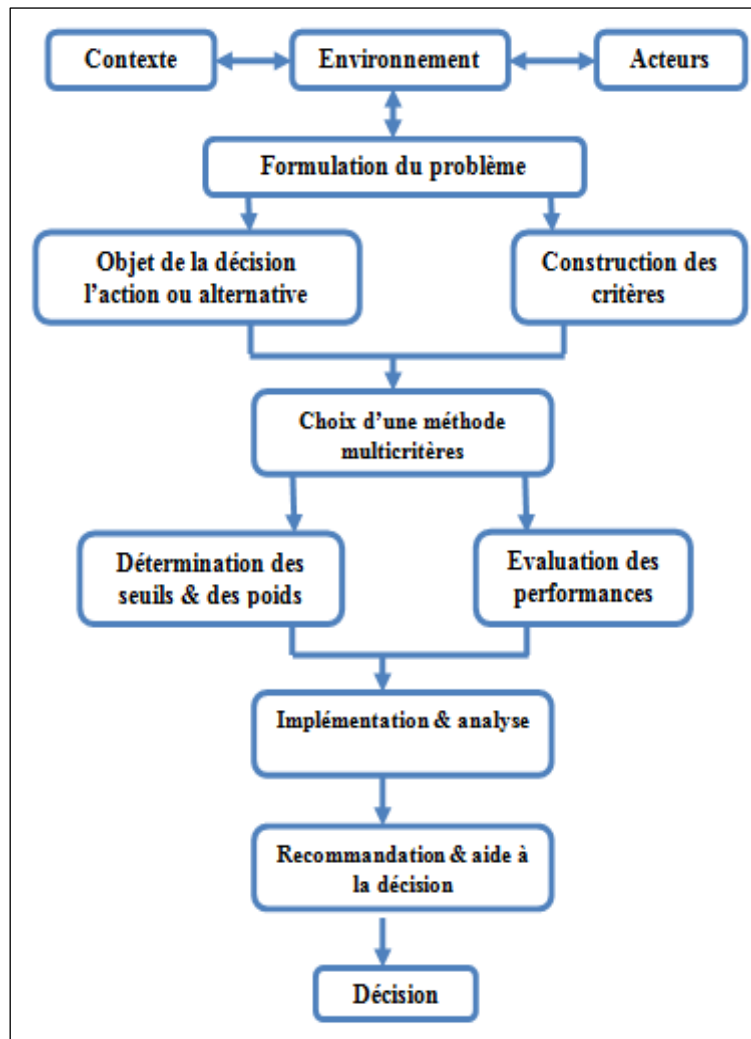 Contexte
Environnement
Acteurs
Formulation du problème
Objet de la décision
l'action ou alternative
Construction des
critères
Choix d'une méthode
multicritères
Détermination des
seuils & des poids
Evaluation des
performances
Implémentation & analyse
Recommandation & aide à
la décision
Décision